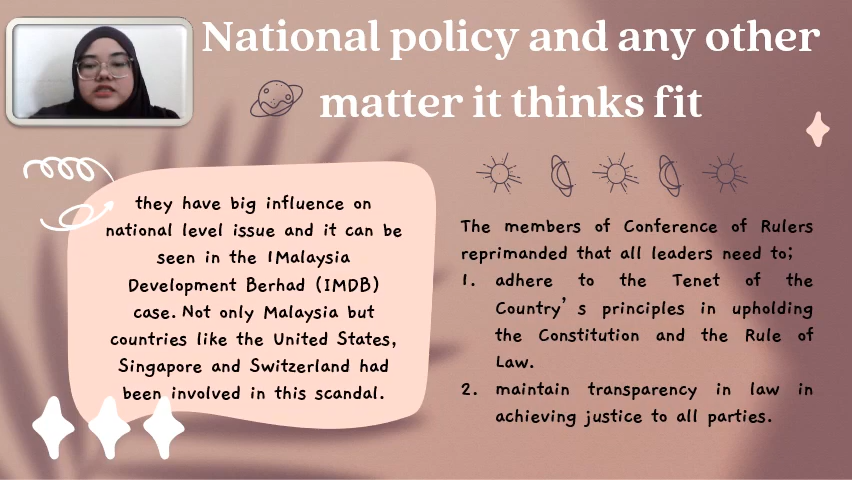 National policy and any other
matter it thinks fit
they have big influence on
national level issue and it can be
seen in the 1Malaysia
Development Berhad (IMDB)
case. Not only Malaysia but
countries like the United States,
Singapore and Switzerland had
been involved in this scandal.
The members of Conference of Rulers
reprimanded that all leaders need to;
1. adhere to the Tenet of the
Country's principles in upholding
the Constitution and the Rule of
Law.
2. maintain transparency in law in
achieving justice to all parties.